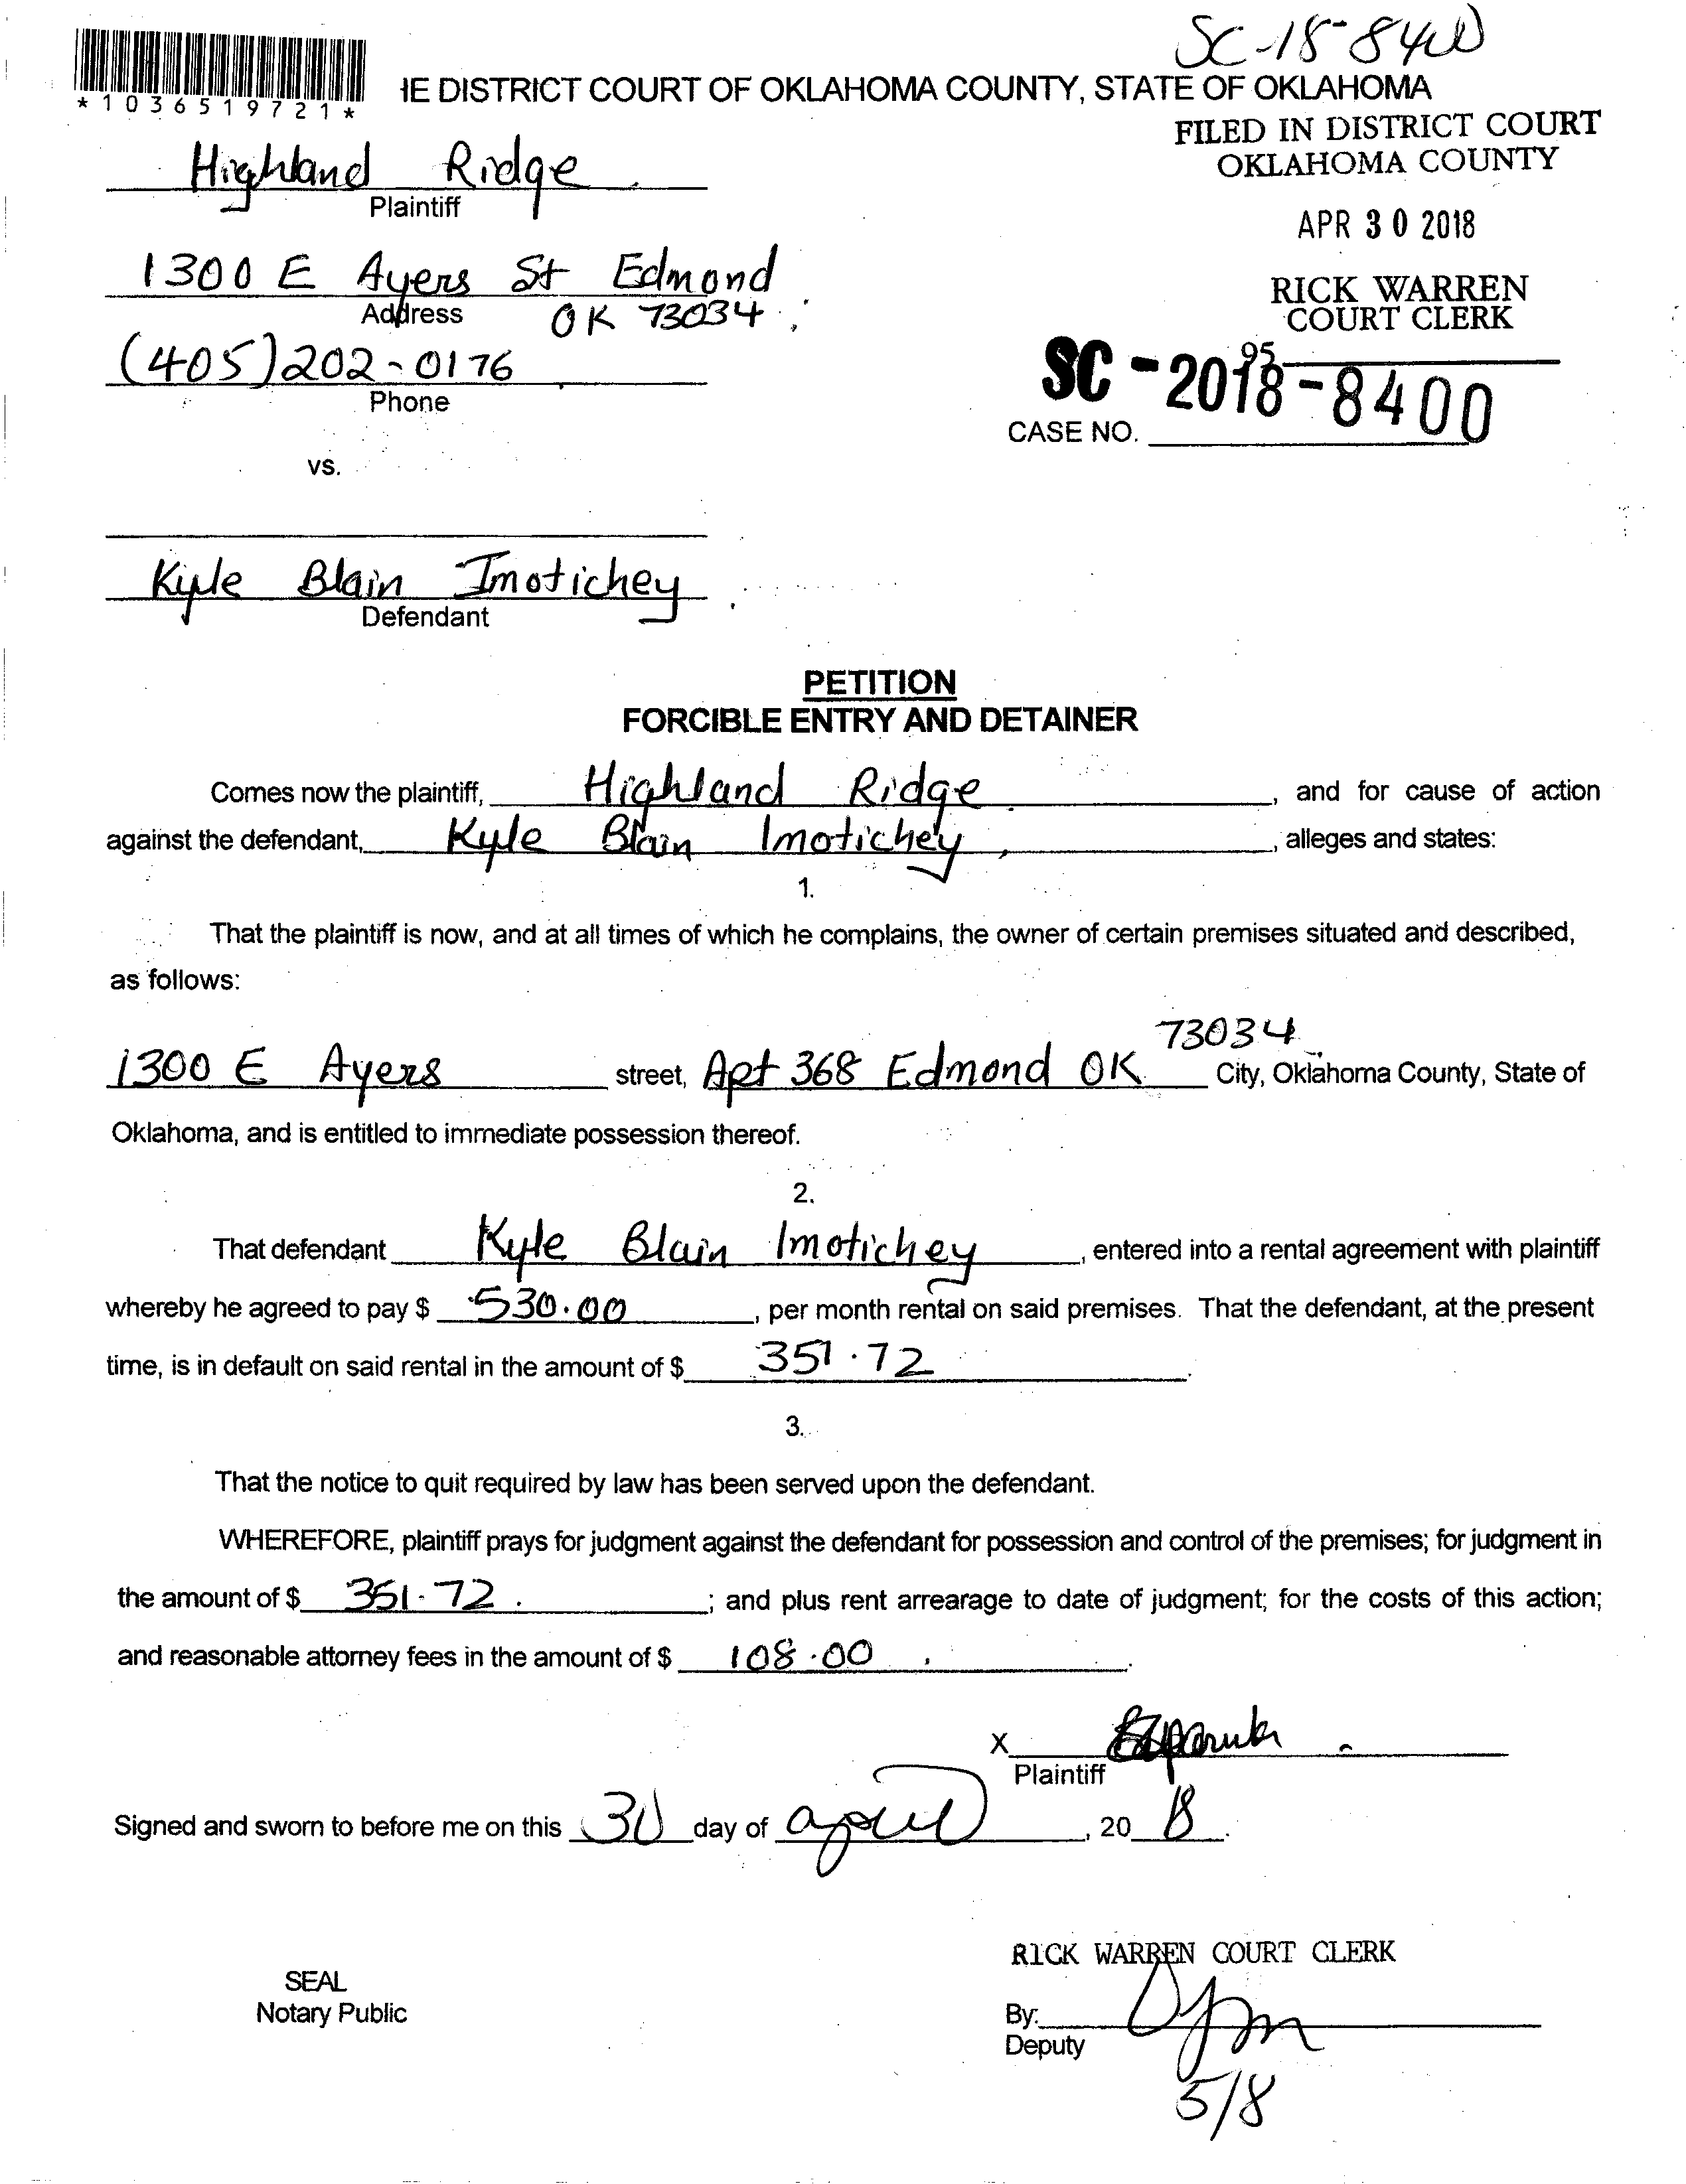 SC-18-8400
*1036519721*
IE DISTRICT COURT OF OKLAHOMA COUNTY, STATE OF OKLAHOMA
FILED IN DISTRICT COURT
OKLAHOMA COUNTY
Highland Ridge
Plaintiff
APR 30 2018
1300 E Ayers St Edmond
Address OK 73034
RICK WARREN
COURT CLERK
(405)202-0176
Phone
95
SC-2018-8400
CASE NO.
vs.
Kyle Blain Imotichey
Defendant
PETITION
FORCIBLE ENTRY AND DETAINER
Comes now the plaintiff, Highland Ridge, and for cause of action
against the defendant, Kyle Blain Imotichey, alleges and states:
1.
That the plaintiff is now, and at all times of which he complains, the owner of certain premises situated and described,
as follows:
73034
1300 E Ayers street, Apt 368 Edmond OK City, Oklahoma County, State of
Oklahoma, and is entitled to immediate possession thereof.
2.
That defendant Kyle Blain Imotichey, entered into a rental agreement with plaintiff
whereby he agreed to pay $ 530.00, per month rental on said premises. That the defendant, at the present
time, is in default on said rental in the amount of $ 351.72.
3.
That the notice to quit required by law has been served upon the defendant.
WHEREFORE, plaintiff prays for judgment against the defendant for possession and control of the premises; for judgment in
the amount of $ 351.72; and plus rent arrearage to date of judgment; for the costs of this action;
and reasonable attorney fees in the amount of $ 108.00.
X
Plaintiff
Signed and sworn to before me on this 30 day of april, 20 18.
RICK WARREN COURT CLERK
SEAL
Notary Public
By:
Deputy
5/8